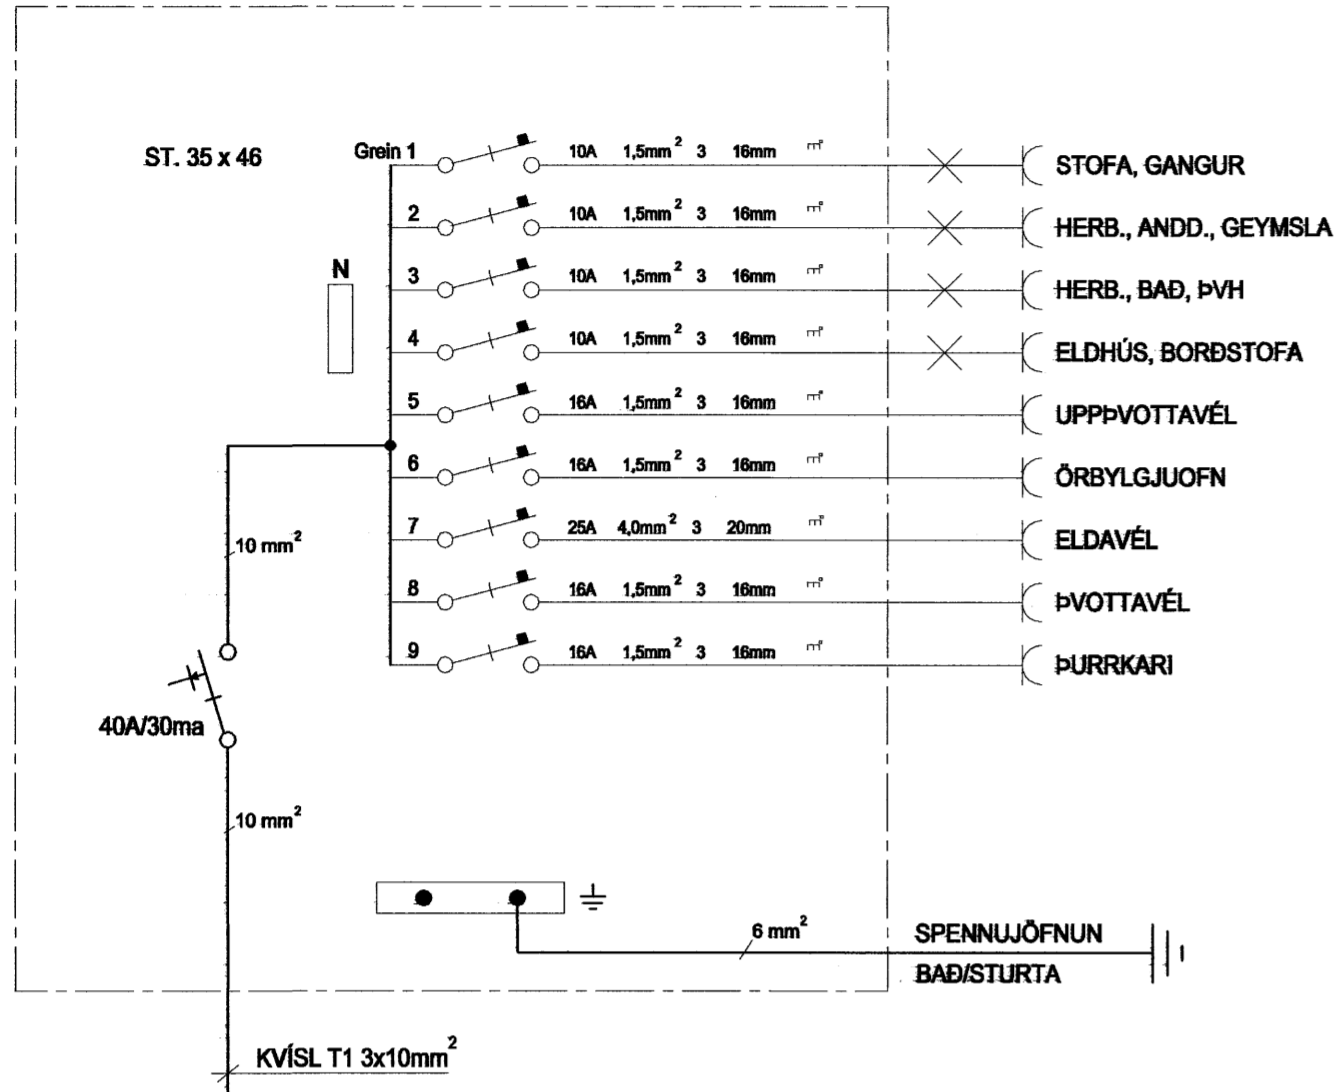 ST. 35 x 46
N
Grein 1 10A 1,5mm² 3 16mm STOFA, GANGUR
2 10A 1,5mm² 3 16mm HERB., ANDD., GEYMSLA
3 10A 1,5mm² 3 16mm HERB., BAÐ, ÞVH
4 10A 1,5mm² 3 16mm ELDHÚS, BORÐSTOFA
5 16A 1,5mm² 3 16mm UPPÞVOTTAVÉL
6 16A 1,5mm² 3 16mm ÖRBYLGJUOFN
7 25A 4,0mm² 3 20mm ELDAVÉL
8 16A 1,5mm² 3 16mm ÞVOTTAVÉL
9 16A 1,5mm² 3 16mm ÞURRKARI
10 mm²
40A/30ma
10 mm²
6 mm²
SPENNUJÖFNUN
BAÐ/STURTA
KVÍSL T1 3x10mm²